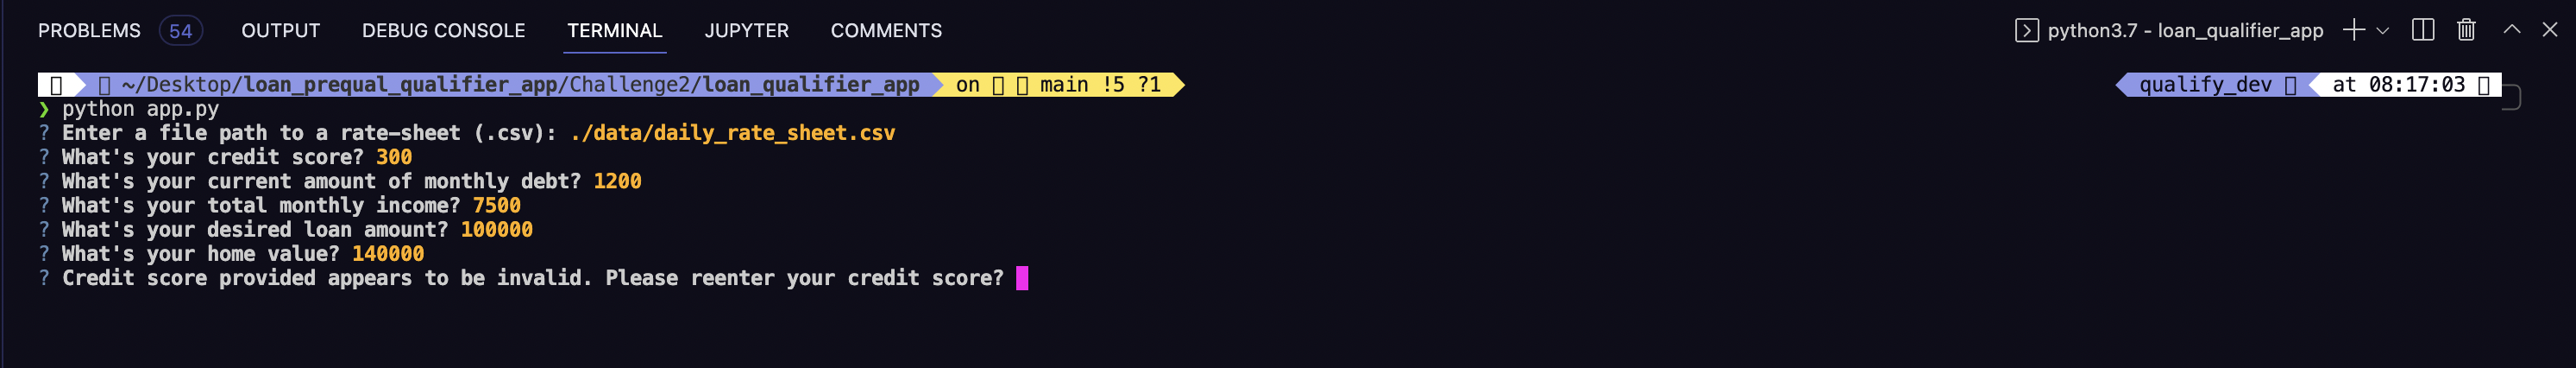 PROBLEMS 54 OUTPUT DEBUG CONSOLE TERMINAL JUPYTER COMMENTS python3.7 - loan_qualifier_app
~/Desktop/loan_prequal_qualifier_app/Challenge2/loan_qualifier_app on main !5 ?1 qualify_dev at 08:17:03
❯ python app.py
? Enter a file path to a rate-sheet (.csv): ./data/daily_rate_sheet.csv
? What's your credit score? 300
? What's your current amount of monthly debt? 1200
? What's your total monthly income? 7500
? What's your desired loan amount? 100000
? What's your home value? 140000
? Credit score provided appears to be invalid. Please reenter your credit score?